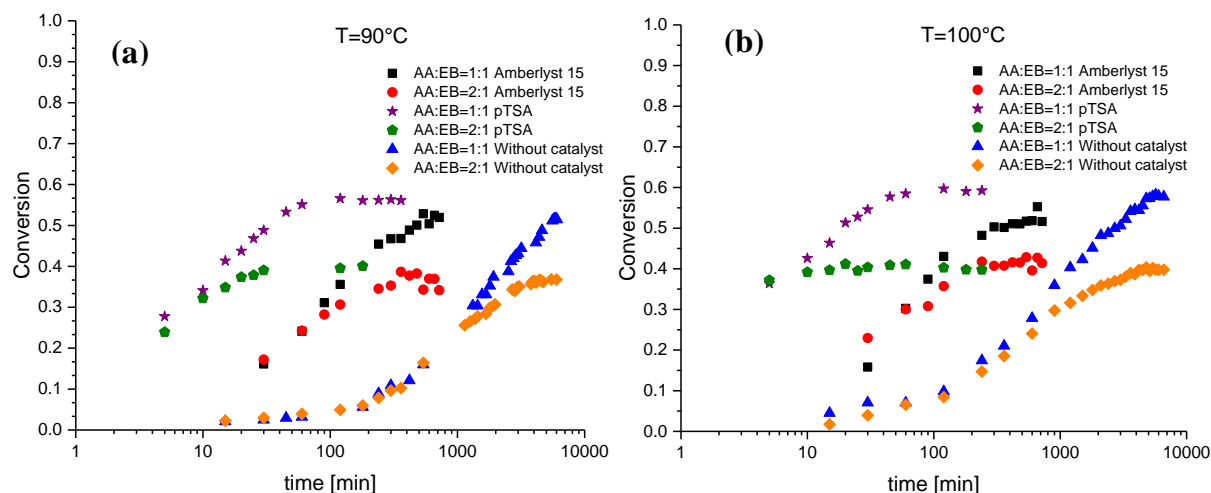 (a)
T=90°C
AA:EB=1:1 Amberlyst 15
AA:EB=2:1 Amberlyst 15
AA:EB=1:1 pTSA
AA:EB=2:1 pTSA
AA:EB=1:1 Without catalyst
AA:EB=2:1 Without catalyst
Conversion
1.0
0.9
0.8
0.7
0.6
0.5
0.4
0.3
0.2
0.1
0.0
1 10 100 1000 10000
time [min]
(b)
T=100°C
AA:EB=1:1 Amberlyst 15
AA:EB=2:1 Amberlyst 15
AA:EB=1:1 pTSA
AA:EB=2:1 pTSA
AA:EB=1:1 Without catalyst
AA:EB=2:1 Without catalyst
Conversion
1.0
0.9
0.8
0.7
0.6
0.5
0.4
0.3
0.2
0.1
0.0
1 10 100 1000 10000
time [min]